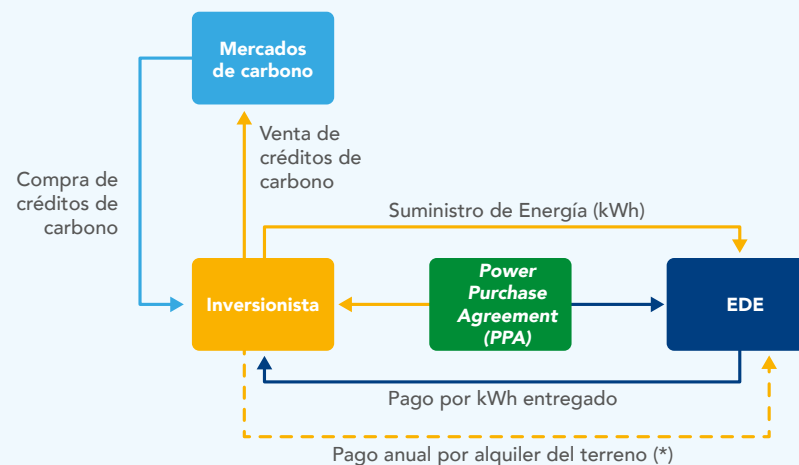 Mercados
de carbono
Venta de
créditos de
carbono
Compra de
créditos de
carbono
Suministro de Energía (kWh)
Inversionista
Power
Purchase
Agreement
(PPA)
EDE
Pago por kWh entregado
Pago anual por alquiler del terreno (*)